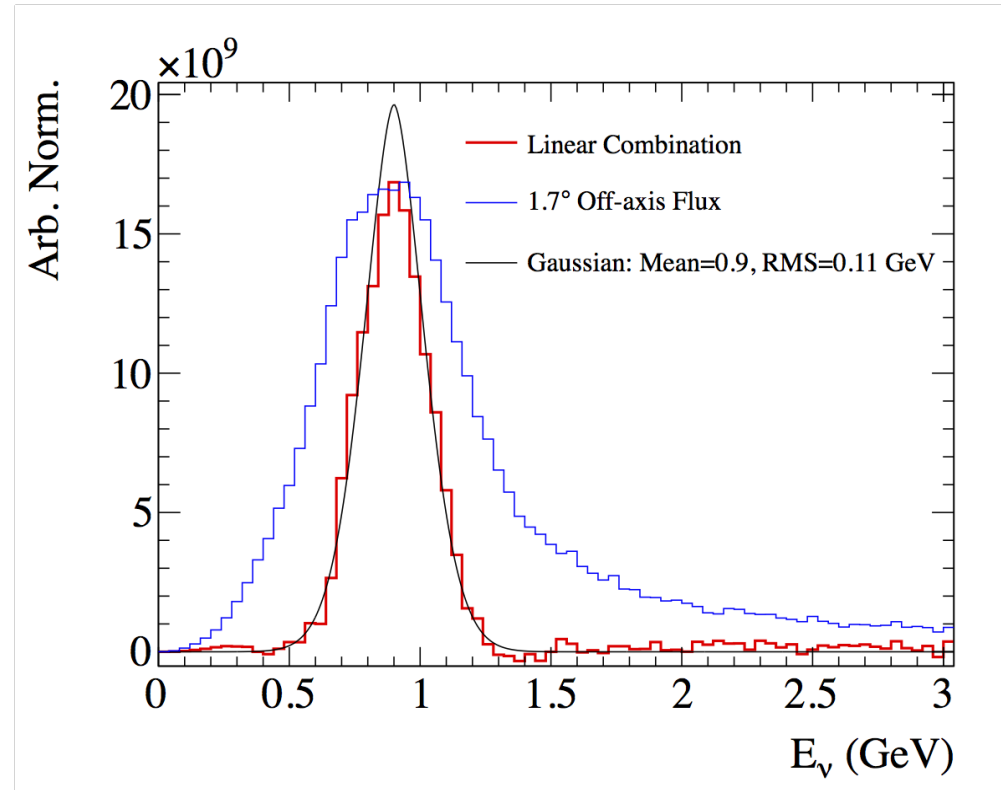 ×10⁹
Arb. Norm.
20
15
10
5
0
Linear Combination
1.7° Off-axis Flux
Gaussian: Mean=0.9, RMS=0.11 GeV
0 0.5 1 1.5 2 2.5 3
Eᵥ (GeV)